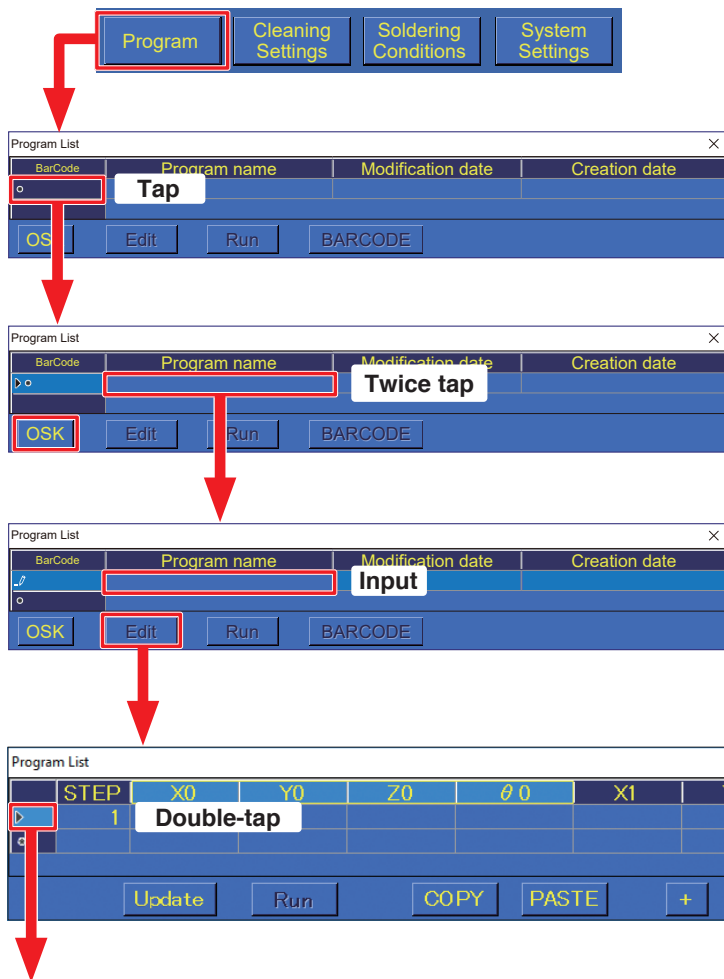 Program Cleaning Settings Soldering Conditions System Settings
Program List
BarCode Program name Modification date Creation date
Tap
Edit Run BARCODE
Program List
BarCode Program name Modification date Creation date
Twice tap
OSK Edit Run BARCODE
Program List
BarCode Program name Modification date Creation date
Input
OSK Edit Run BARCODE
Program List
STEP X0 Y0 Z0 θ0 X1
1 Double-tap
Update Run COPY PASTE +